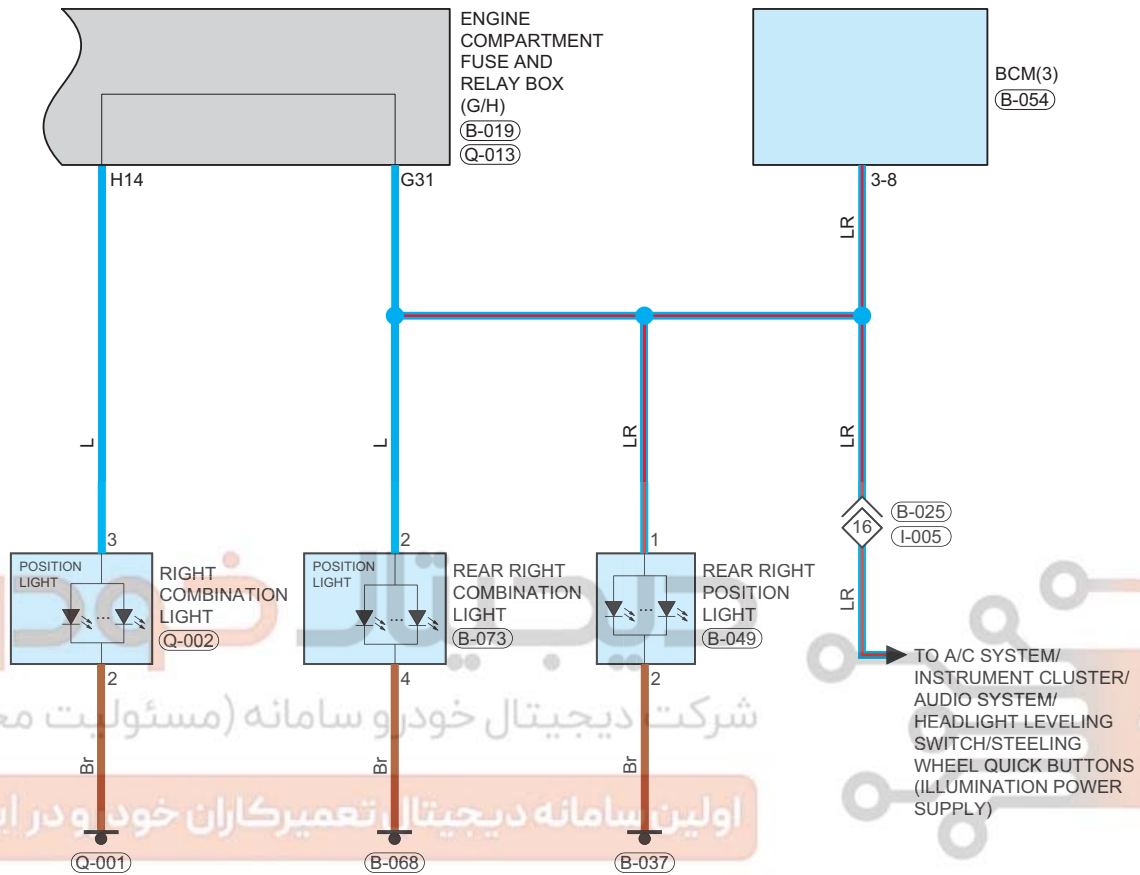 ENGINE
COMPARTMENT
FUSE AND
RELAY BOX
(G/H)
B-019
Q-013
BCM(3)
B-054
H14
G31
3-8
LR
L
L
LR
LR
16
B-025
I-005
LR
3
2
1
POSITION
LIGHT
RIGHT
COMBINATION
LIGHT
Q-002
POSITION
LIGHT
REAR RIGHT
COMBINATION
LIGHT
B-073
REAR RIGHT
POSITION
LIGHT
B-049
2
4
2
TO A/C SYSTEM/
INSTRUMENT CLUSTER/
AUDIO SYSTEM/
HEADLIGHT LEVELING
SWITCH/STEELING
WHEEL QUICK BUTTONS
(ILLUMINATION POWER
SUPPLY)
Br
Br
Br
Q-001
B-068
B-037
دیجیتال خودرو
شرکت دیجیتال خودرو سامانه (مسئولیت
اولین سامانه دیجیتال تعمیرکاران خودرو در